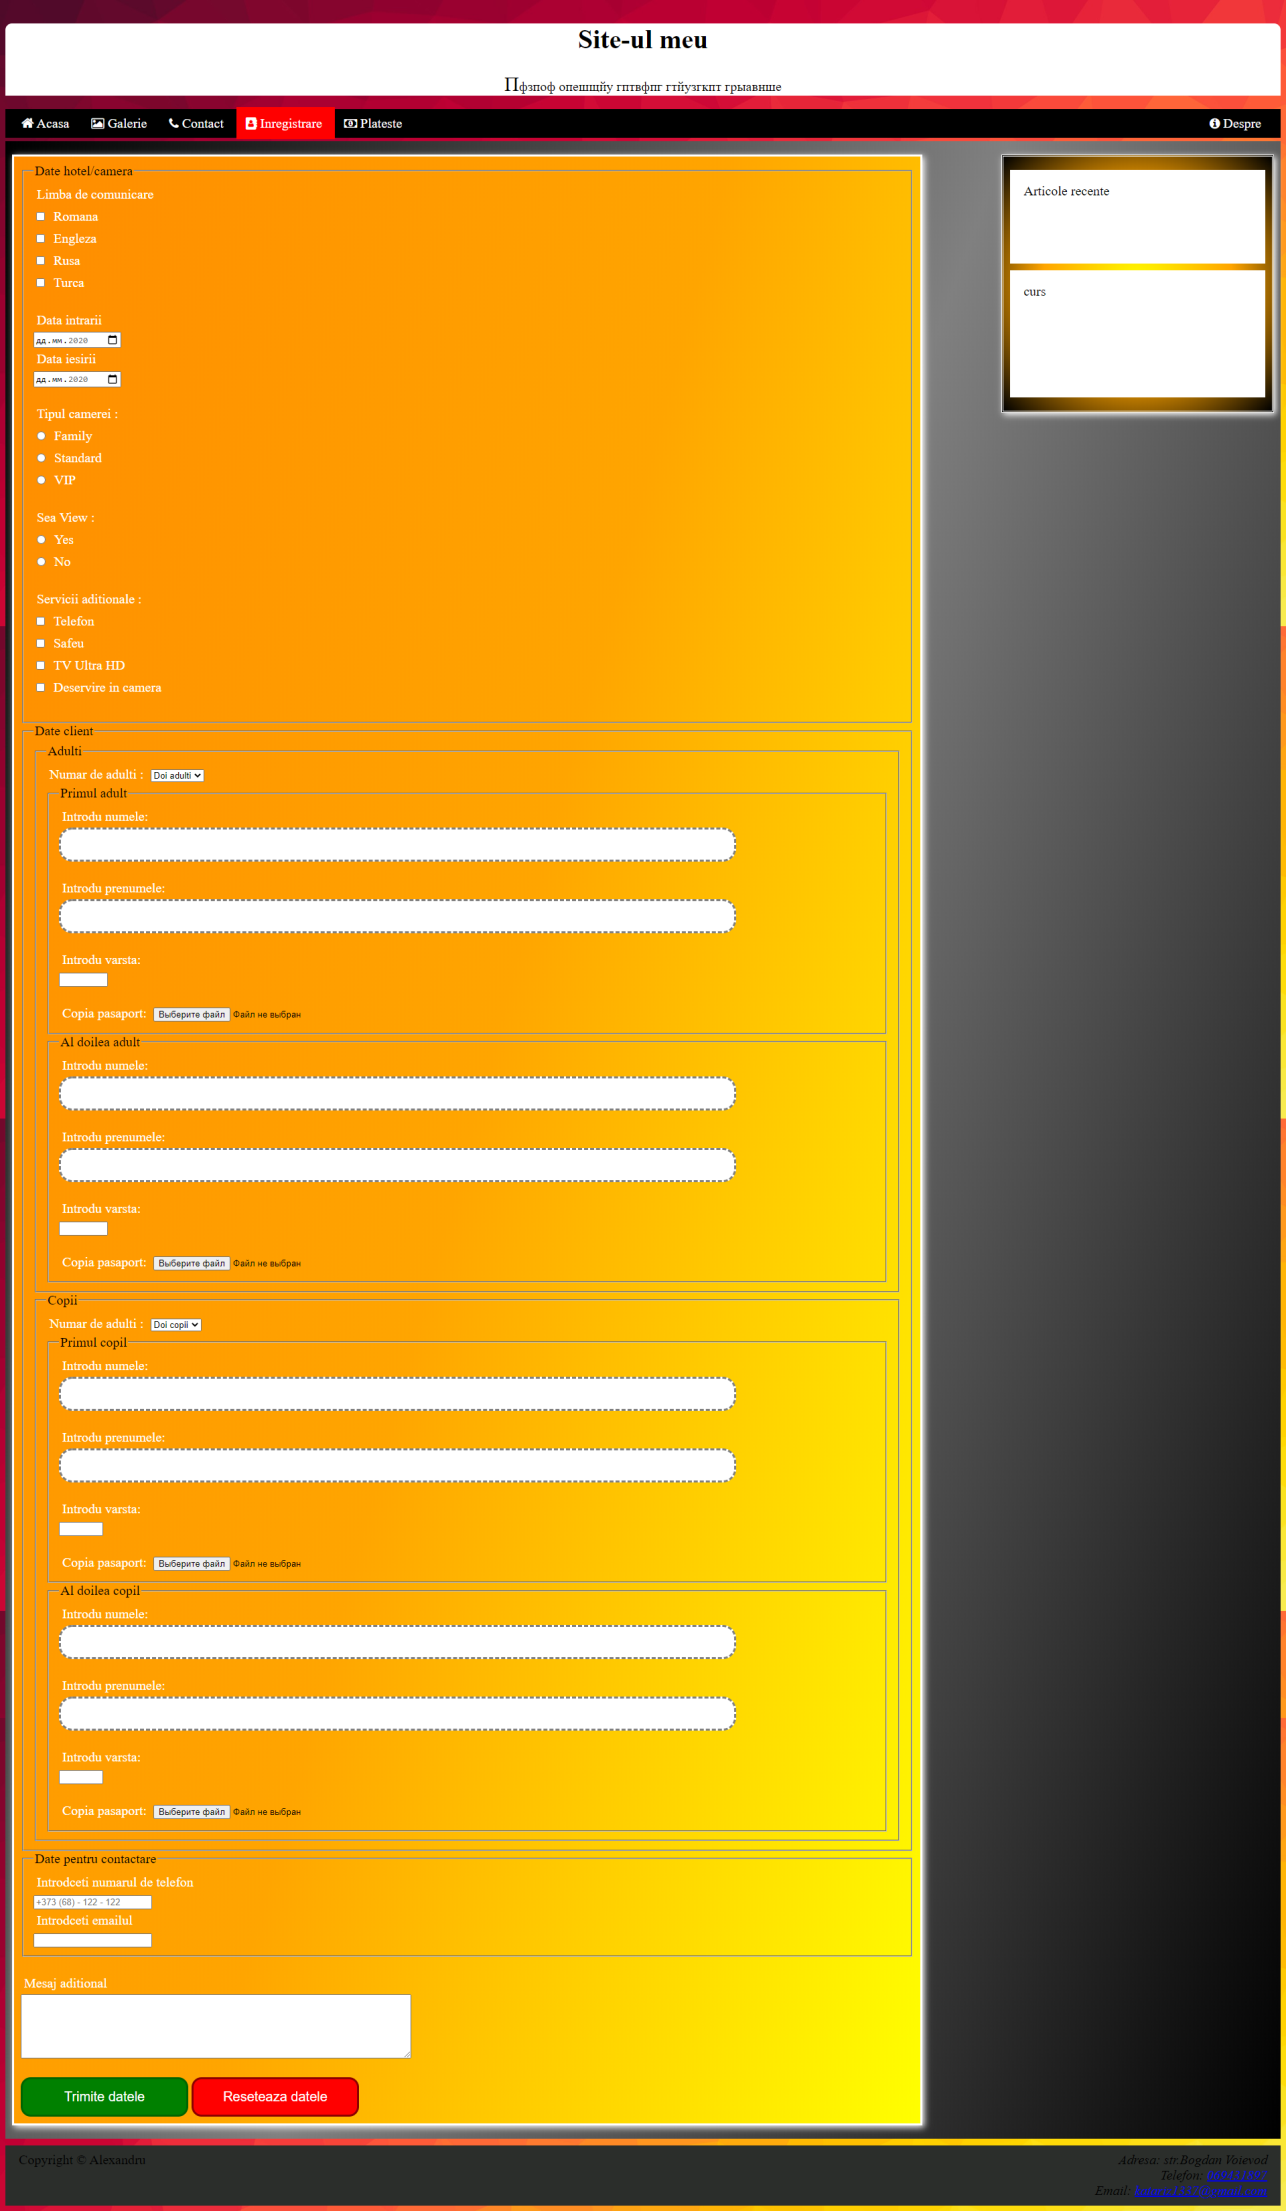 Site-ul meu
Пфзпоф опешщйу гптвфпг гтйузгкпт грыавнше
Acasa Galerie Contact Inregistrare Plateste Despre
Date hotel/camera
Limba de comunicare
Romana
Engleza
Rusa
Turca
Data intrarii
дд.мм.2020
Data iesirii
дд.мм.2020
Tipul camerei :
Family
Standard
VIP
Sea View :
Yes
No
Servicii aditionale :
Telefon
Safeu
TV Ultra HD
Deservire in camera
Articole recente
curs
Date client
Adulti
Numar de adulti : Doi adulti
Primul adult
Introdu numele:
Introdu prenumele:
Introdu varsta:
Copia pasaport: Выберите файл Файл не выбран
Al doilea adult
Introdu numele:
Introdu prenumele:
Introdu varsta:
Copia pasaport: Выберите файл Файл не выбран
Copii
Numar de adulti : Doi copii
Primul copil
Introdu numele:
Introdu prenumele:
Introdu varsta:
Copia pasaport: Выберите файл Файл не выбран
Al doilea copil
Introdu numele:
Introdu prenumele:
Introdu varsta:
Copia pasaport: Выберите файл Файл не выбран
Date pentru contactare
Introdceti numarul de telefon
+373 (68) - 122 - 122
Introdceti emailul
Mesaj aditional
Trimite datele Reseteaza datele
Copyright © Alexandru
Adresa: str.Bogdan Voievod
Telefon:
Email: